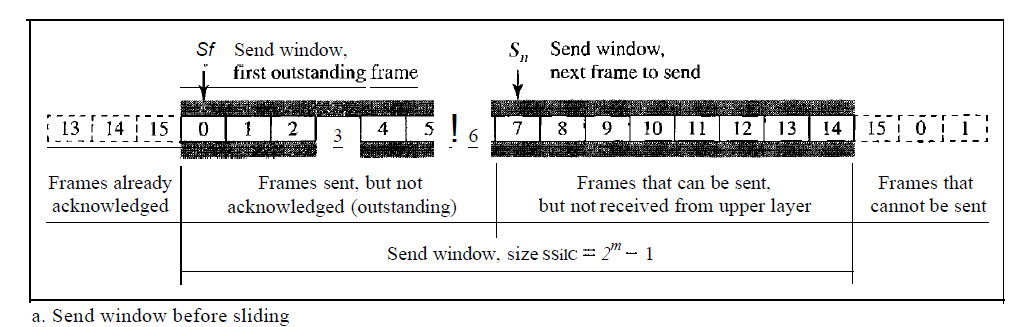 Sf Send window,
first outstanding frame
Sn Send window,
next frame to send
13 14 15 0 1 2 3 4 5 ! 6 7 8 9 10 11 12 13 14 15 0 1
Frames already
acknowledged
Frames sent, but not
acknowledged (outstanding)
Frames that can be sent,
but not received from upper layer
Frames that
cannot be sent
Send window, size ssilC = 2^m − 1
a. Send window before sliding